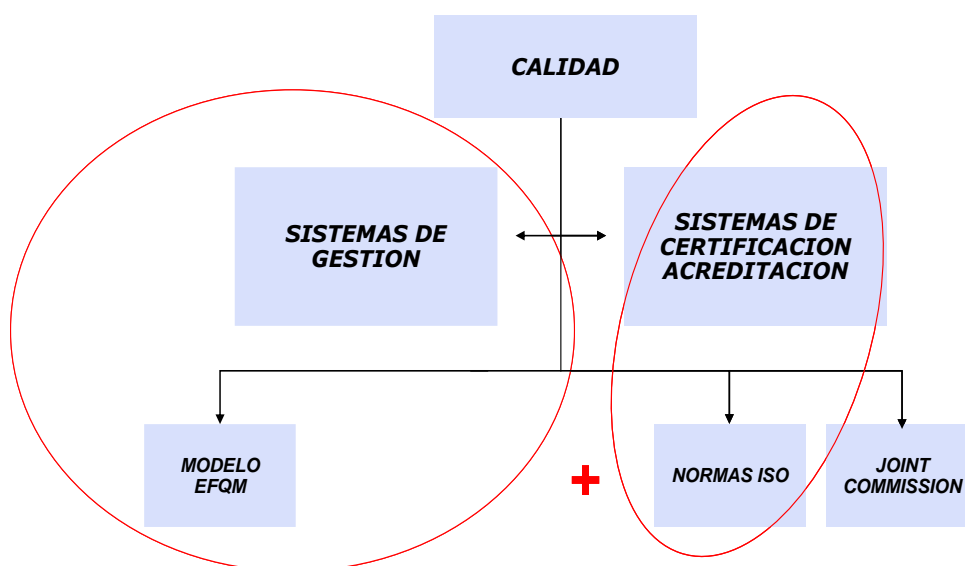 CALIDAD
SISTEMAS DE
GESTION
SISTEMAS DE
CERTIFICACION
ACREDITACION
MODELO
EFQM
NORMAS ISO
JOINT
COMMISSION